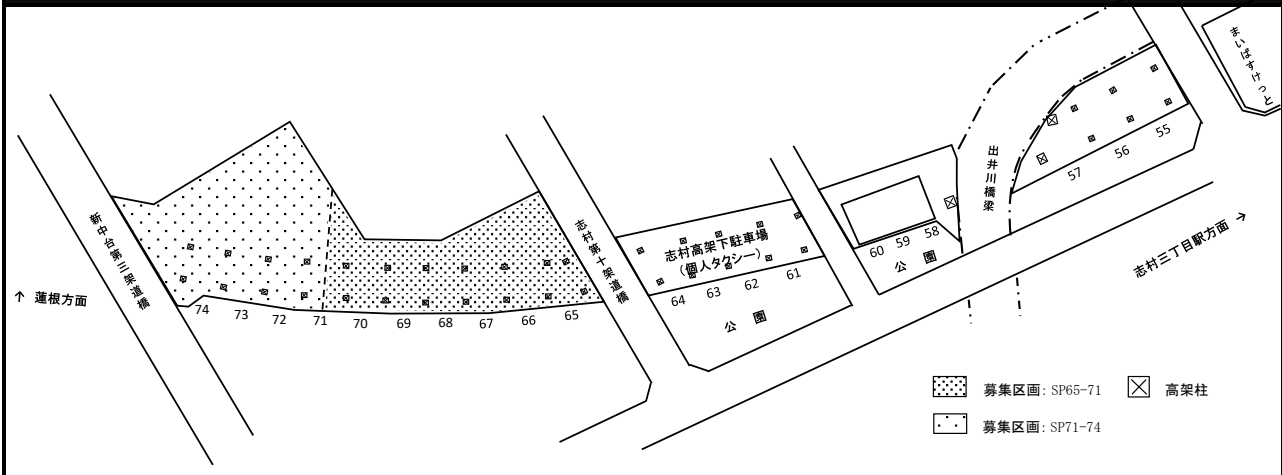 まいばすけっと
出井川橋梁
55
56
57
58
59
60
公園
志村三丁目駅方面 →
志村高架下駐車場
(個人タクシー)
61
62
63
64
公園
志村第十架道橋
新中台第三架道橋
↑ 蓮根方面
74
73
72
71
70
69
68
67
66
65
募集区画: SP65-71
高架柱
募集区画: SP71-74